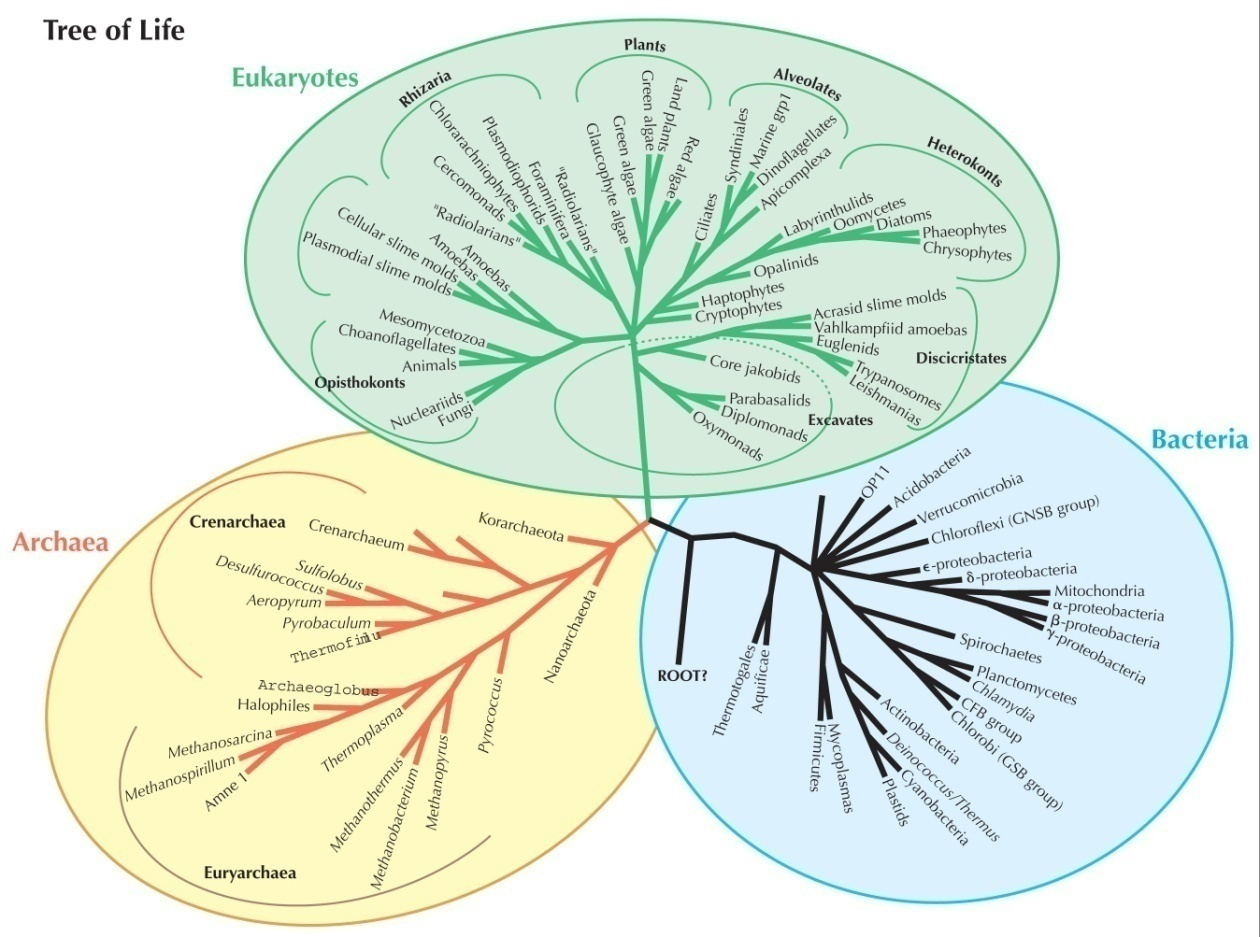 Tree of Life
Eukaryotes
Rhizaria
Plants
Alveolates
Heterokonts
Chlorarachniophytes
Plasmodiophorids
Cercomonads
Foraminifera
"Radiolarians"
"Radiolarians"
Glaucophyte algae
Green algae
Green algae
Land plants
Red algae
Ciliates
Syndiniales
Marine grp1
Dinoflagellates
Apicomplexa
Labyrinthulids
Oomycetes
Diatoms
Phaeophytes
Chrysophytes
Opalinids
Haptophytes
Cryptophytes
Cellular slime molds
Plasmodial slime molds
Amoebas
Amoebas
Mesomycetozoa
Choanoflagellates
Animals
Opisthokonts
Nucleariids
Fungi
Acrasid slime molds
Vahlkampfiid amoebas
Euglenids
Discicristates
Trypanosomes
Leishmanias
Core jakobids
Parabasalids
Diplomonads
Oxymonads
Excavates
Archaea
Crenarchaea
Crenarchaeum
Korarchaeota
Sulfolobus
Desulfurococcus
Aeropyrum
Pyrobaculum
Nanoarchaeota
Archaeoglobus
Halophiles
Methanosarcina
Methanospirillum
Amne 1
Thermoplasma
Methanothermus
Methanobacterium
Methanopyrus
Pyrococcus
Euryarchaea
Bacteria
OP11
Acidobacteria
Verrucomicrobia
Chloroflexi (GNSB group)
ϵ-proteobacteria
δ-proteobacteria
Mitochondria
α-proteobacteria
β-proteobacteria
γ-proteobacteria
Spirochaetes
Planctomycetes
Chlamydia
CFB group
Chlorobi (GSB group)
Actinobacteria
Deinococcus/Thermus
Cyanobacteria
Plastids
Mycoplasmas
Firmicutes
Aquificae
Thermotogales
ROOT?